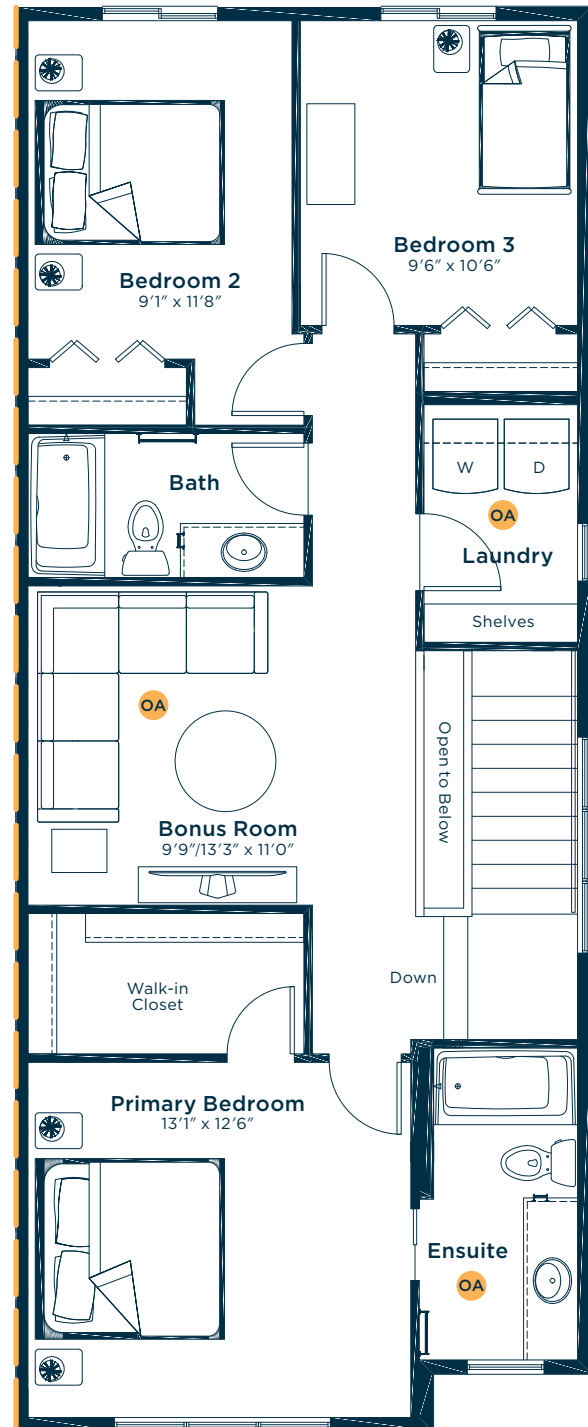 Bedroom 3
9'6" x 10'6"
Bedroom 2
9'1" x 11'8"
W
D
Bath
OA
Laundry
Shelves
OA
Open to Below
Bonus Room
9'9"/13'3" x 11'0"
Down
Walk-in
Closet
Primary Bedroom
13'1" x 12'6"
Ensuite
OA